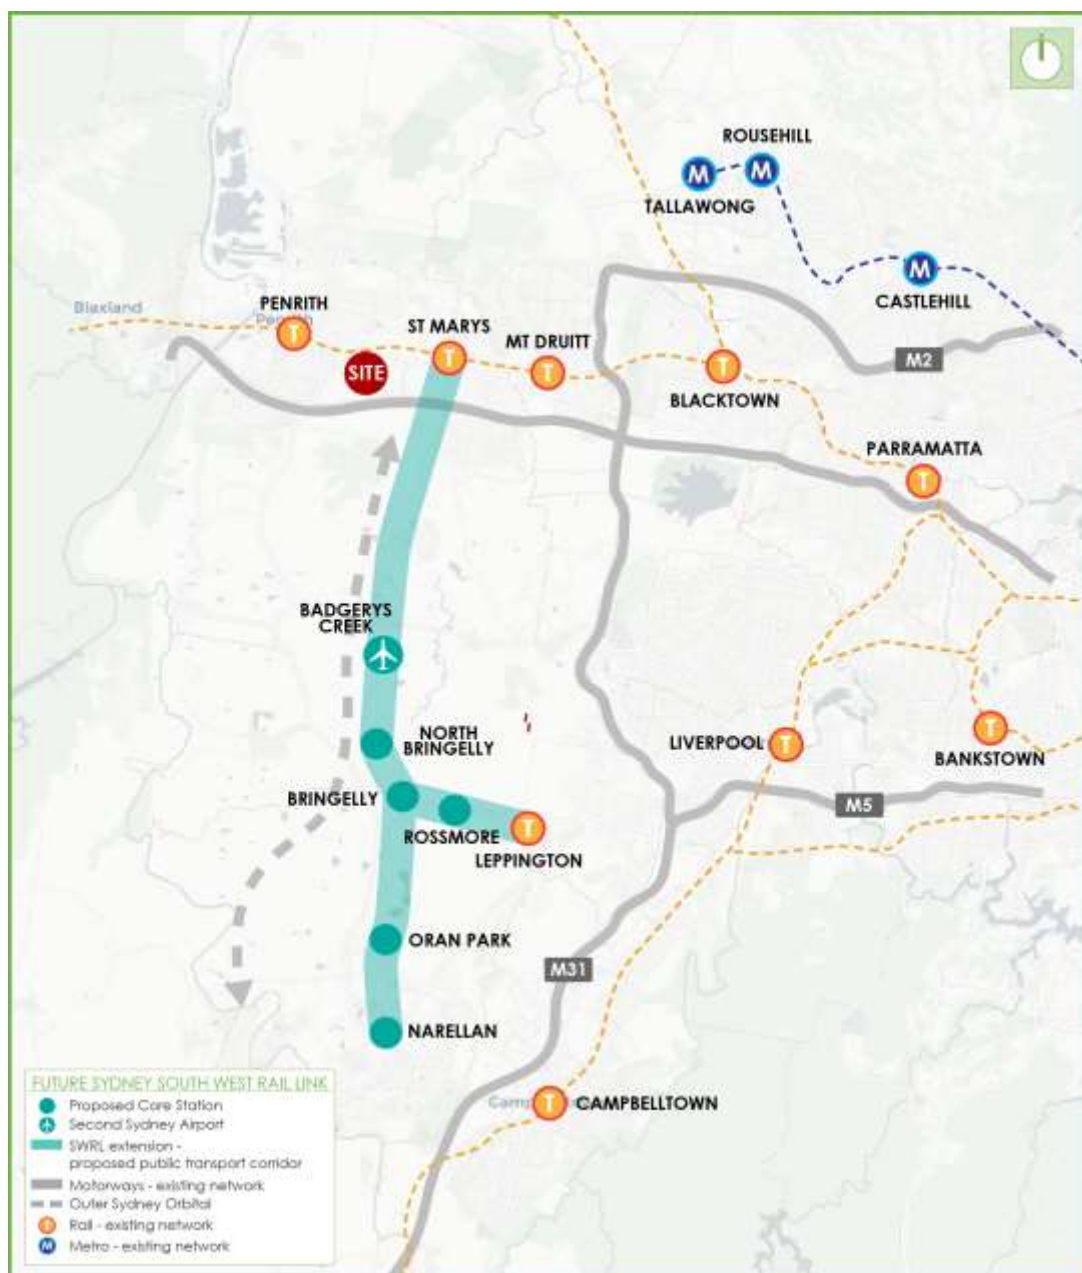 ROUSEHILL
M
M
TALLAWONG
M
CASTLEHILL
Blaxland
PENRITH
Penrith
T
ST MARYS
T
MT DRUITT
T
SITE
T
BLACKTOWN
M2
PARRAMATTA
T
BADGERYS
CREEK
NORTH
BRINGELLY
LIVERPOOL
T
T
BANKSTOWN
BRINGELLY
M5
ROSSMORE
T
LEPPINGTON
ORAN PARK
M31
NARELLAN
T
CAMPBELLTOWN
FUTURE SYDNEY SOUTH WEST RAIL LINK
Proposed Core Station
Second Sydney Airport
SWRL extension -
proposed public transport corridor
Motorways - existing network
Outer Sydney Orbital
T
Rail - existing network
M
Metro - existing network